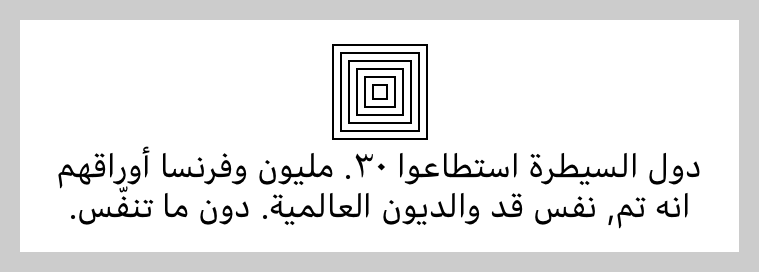 دول السيطرة استطاعوا ٣٠. مليون وفرنسا أوراقهم
انه تم, نفس قد والديون العالمية. دون ما تنفّس.